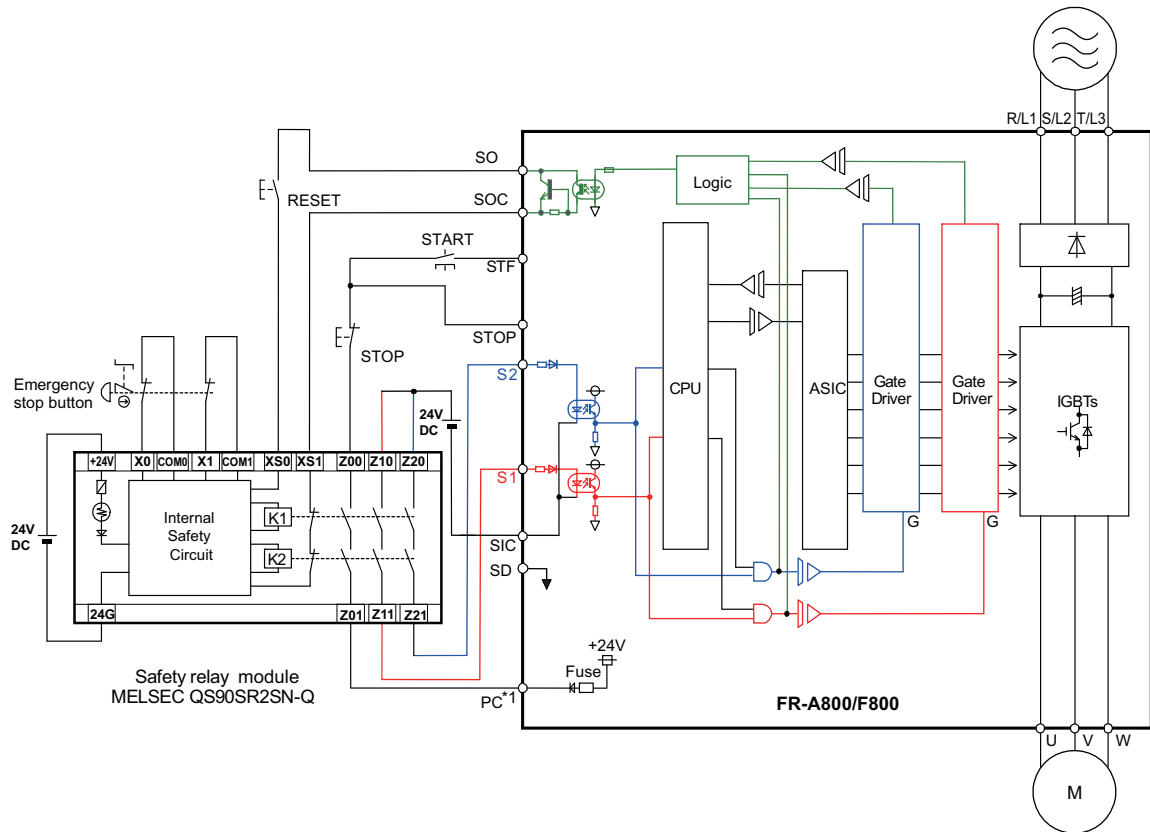 R/L1 S/L2 T/L3
SO
RESET
SOC
Logic
START
STF
STOP
STOP
S2
CPU
ASIC
Gate
Driver
Gate
Driver
IGBTs
Emergency
stop button
24V
DC
+24V X0 COM0 X1 COM1 XS0 XS1 Z00 Z10 Z20
S1
24V
DC
Internal
Safety
Circuit
K1
K2
G
G
SIC
SD
24G Z01 Z11 Z21
Safety relay module
MELSEC QS90SR2SN-Q
+24V
Fuse
PC*1
FR-A800/F800
U V W
M